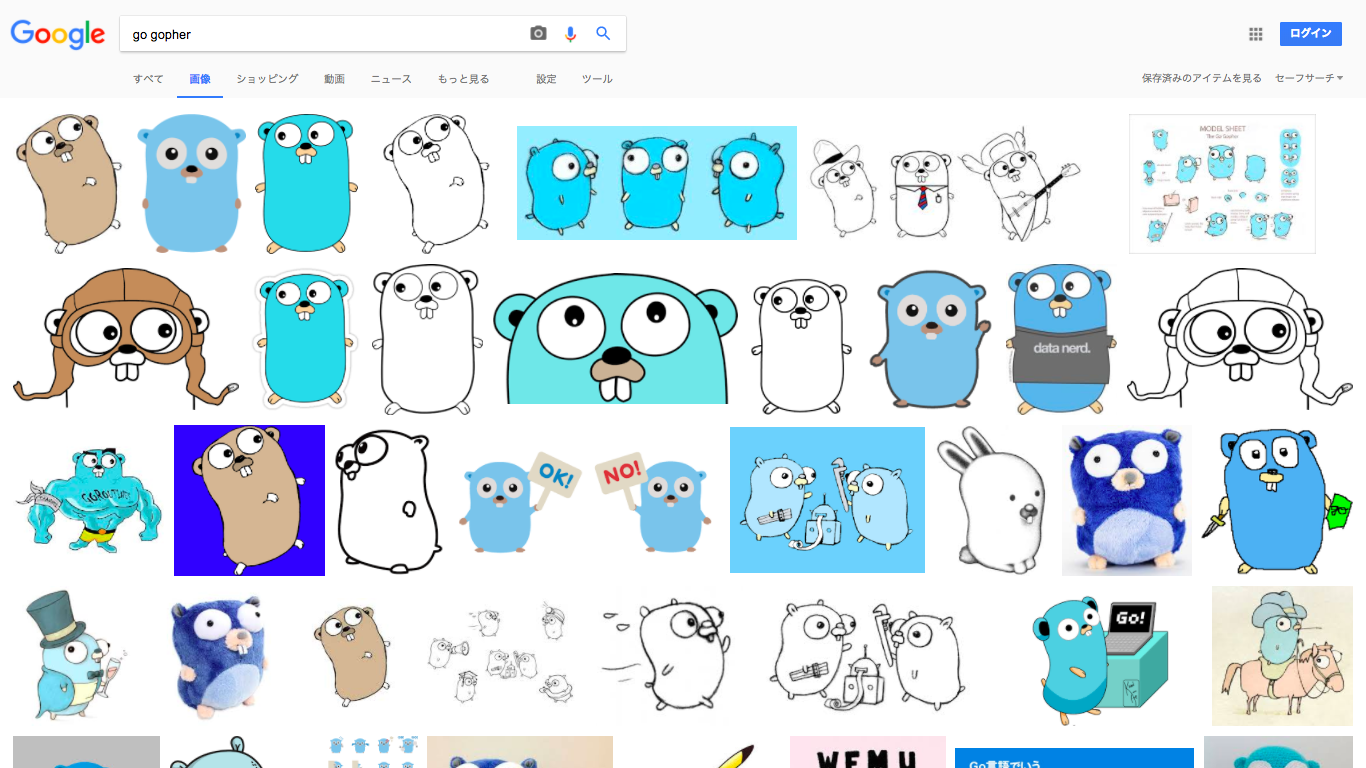 Google
go gopher
ログイン
すべて 画像 ショッピング 動画 ニュース もっと見る 設定 ツール
保存済みのアイテムを見る セーフサーチ
MODEL SHEET
The Go Gopher
data nerd.
OK!
NO!
Go!
Go言語でいう